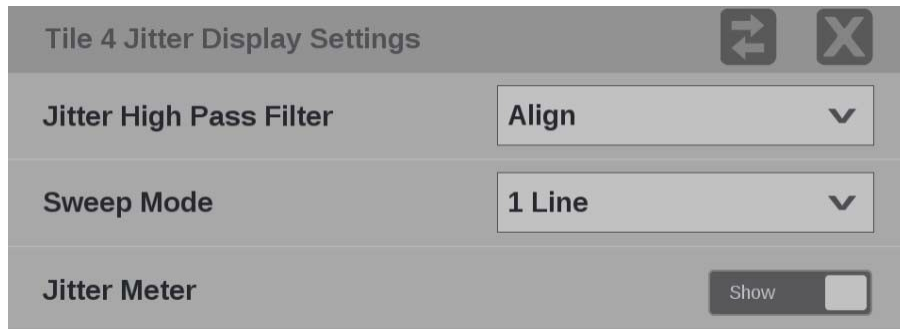 Tile 4 Jitter Display Settings
Jitter High Pass Filter Align
Sweep Mode 1 Line
Jitter Meter Show